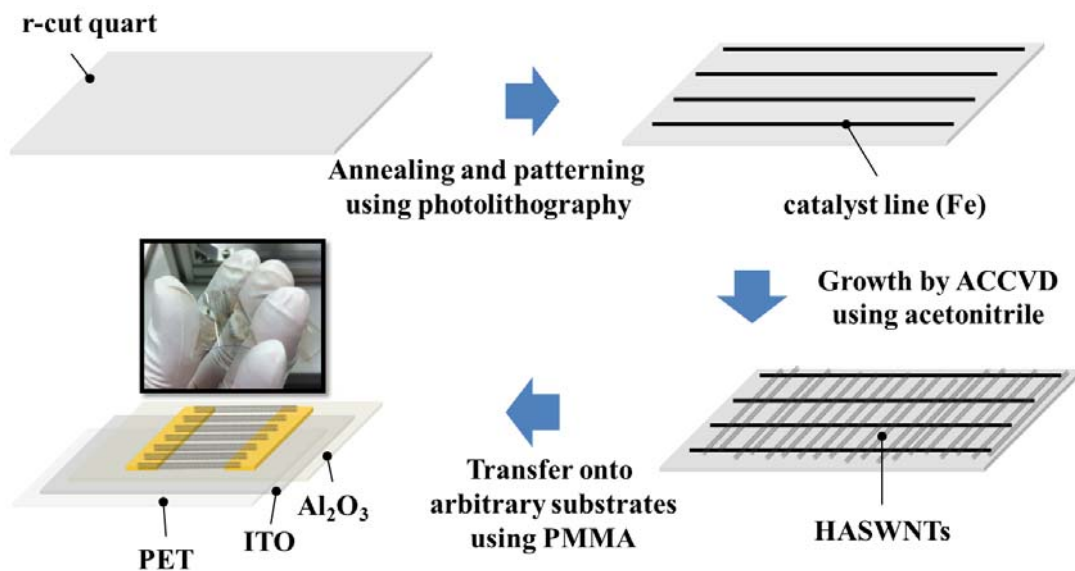 r-cut quart
Annealing and patterning
using photolithography
catalyst line (Fe)
Growth by ACCVD
using acetonitrile
HASWNTs
Transfer onto
arbitrary substrates
using PMMA
Al₂O₃
ITO
PET